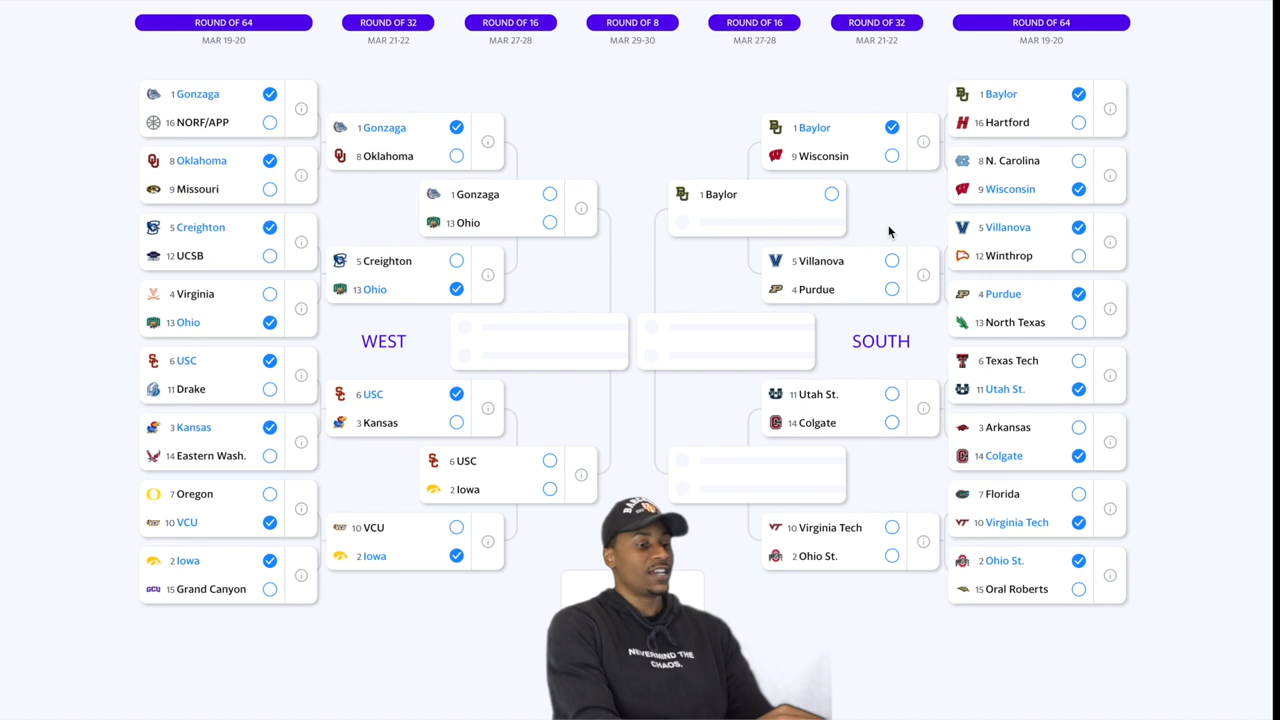 ROUND OF 64
ROUND OF 32
ROUND OF 16
ROUND OF 8
ROUND OF 16
ROUND OF 32
ROUND OF 64
MAR 19-20
MAR 21-22
MAR 27-28
MAR 29-30
MAR 27-28
MAR 21-22
MAR 19-20
1 Gonzaga
16 NORF/APP
8 Oklahoma
9 Missouri
5 Creighton
12 UCSB
4 Virginia
13 Ohio
6 USC
11 Drake
3 Kansas
14 Eastern Wash.
7 Oregon
10 VCU
2 Iowa
15 Grand Canyon
1 Gonzaga
8 Oklahoma
5 Creighton
13 Ohio
6 USC
3 Kansas
10 VCU
2 Iowa
1 Gonzaga
13 Ohio
6 USC
2 Iowa
WEST
1 Baylor
SOUTH
1 Baylor
9 Wisconsin
5 Villanova
4 Purdue
11 Utah St.
14 Colgate
10 Virginia Tech
2 Ohio St.
1 Baylor
16 Hartford
8 N. Carolina
9 Wisconsin
5 Villanova
12 Winthrop
4 Purdue
13 North Texas
6 Texas Tech
11 Utah St.
3 Arkansas
14 Colgate
7 Florida
10 Virginia Tech
2 Ohio St.
15 Oral Roberts
NEVERMIND THE
CHAOS.